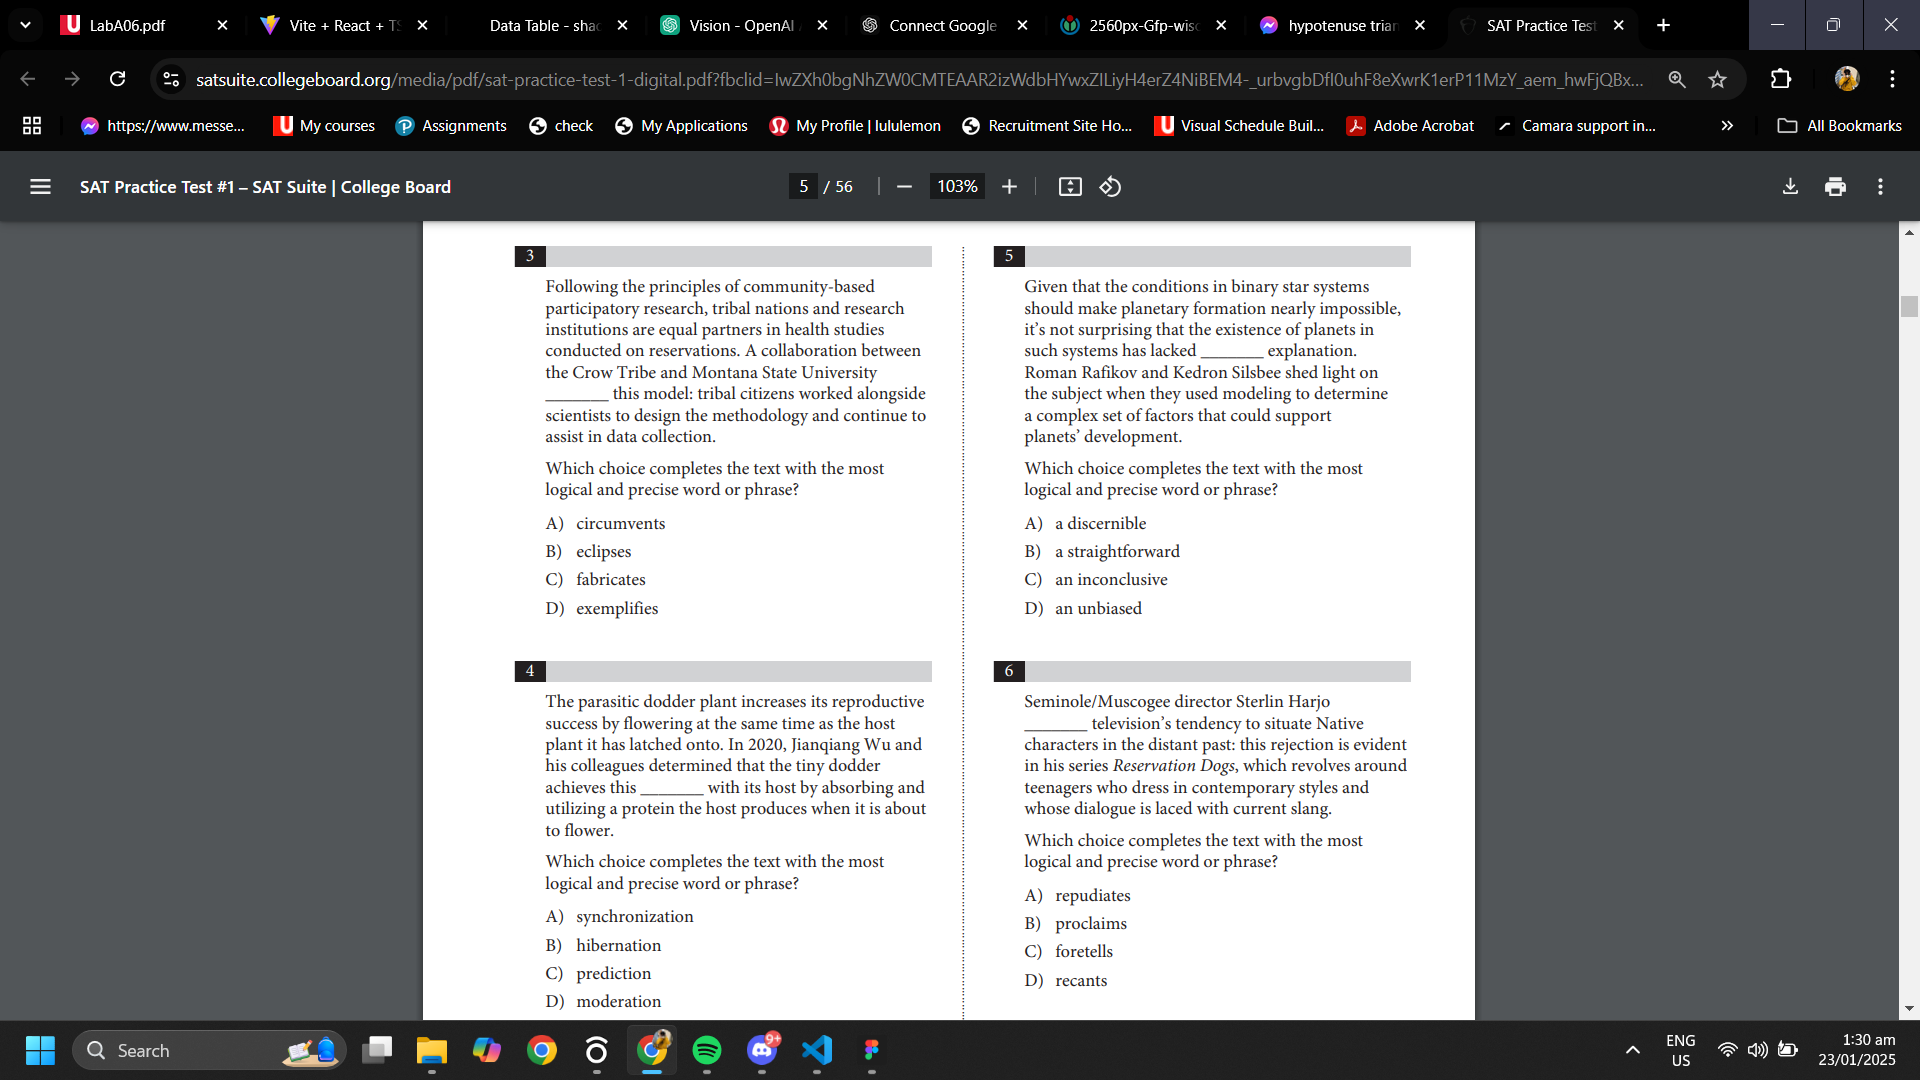 LabA06.pdf
Vite + React + TS
Data Table - shad
Vision - OpenAI
Connect Google
2560px-Gfp-wisc
hypotenuse trian
SAT Practice Test
satsuite.collegeboard.org/media/pdf/sat-practice-test-1-digital.pdf?fbclid=IwZXh0bgNhZW0CMTEAAR2izWdbHYwxZILiyH4erZ4NiBEM4-_urbvgbDfI0uhF8eXwrK1erP11MzY_aem_hwFjQBx...
https://www.messe...
My courses
Assignments
check
My Applications
My Profile | lululemon
Recruitment Site Ho...
Visual Schedule Buil...
Adobe Acrobat
Camara support in...
All Bookmarks
SAT Practice Test #1 – SAT Suite | College Board
5 / 56
103%
3
Following the principles of community-based
participatory research, tribal nations and research
institutions are equal partners in health studies
conducted on reservations. A collaboration between
the Crow Tribe and Montana State University
_______ this model: tribal citizens worked alongside
scientists to design the methodology and continue to
assist in data collection.
Which choice completes the text with the most
logical and precise word or phrase?
A) circumvents
B) eclipses
C) fabricates
D) exemplifies
4
The parasitic dodder plant increases its reproductive
success by flowering at the same time as the host
plant it has latched onto. In 2020, Jianqiang Wu and
his colleagues determined that the tiny dodder
achieves this _______ with its host by absorbing and
utilizing a protein the host produces when it is about
to flower.
Which choice completes the text with the most
logical and precise word or phrase?
A) synchronization
B) hibernation
C) prediction
D) moderation
5
Given that the conditions in binary star systems
should make planetary formation nearly impossible,
it’s not surprising that the existence of planets in
such systems has lacked _______ explanation.
Roman Rafikov and Kedron Silsbee shed light on
the subject when they used modeling to determine
a complex set of factors that could support
planets’ development.
Which choice completes the text with the most
logical and precise word or phrase?
A) a discernible
B) a straightforward
C) an inconclusive
D) an unbiased
6
Seminole/Muscogee director Sterlin Harjo
_______ television’s tendency to situate Native
characters in the distant past: this rejection is evident
in his series Reservation Dogs, which revolves around
teenagers who dress in contemporary styles and
whose dialogue is laced with current slang.
Which choice completes the text with the most
logical and precise word or phrase?
A) repudiates
B) proclaims
C) foretells
D) recants
Search
9+
ENG
US
1:30 am
23/01/2025